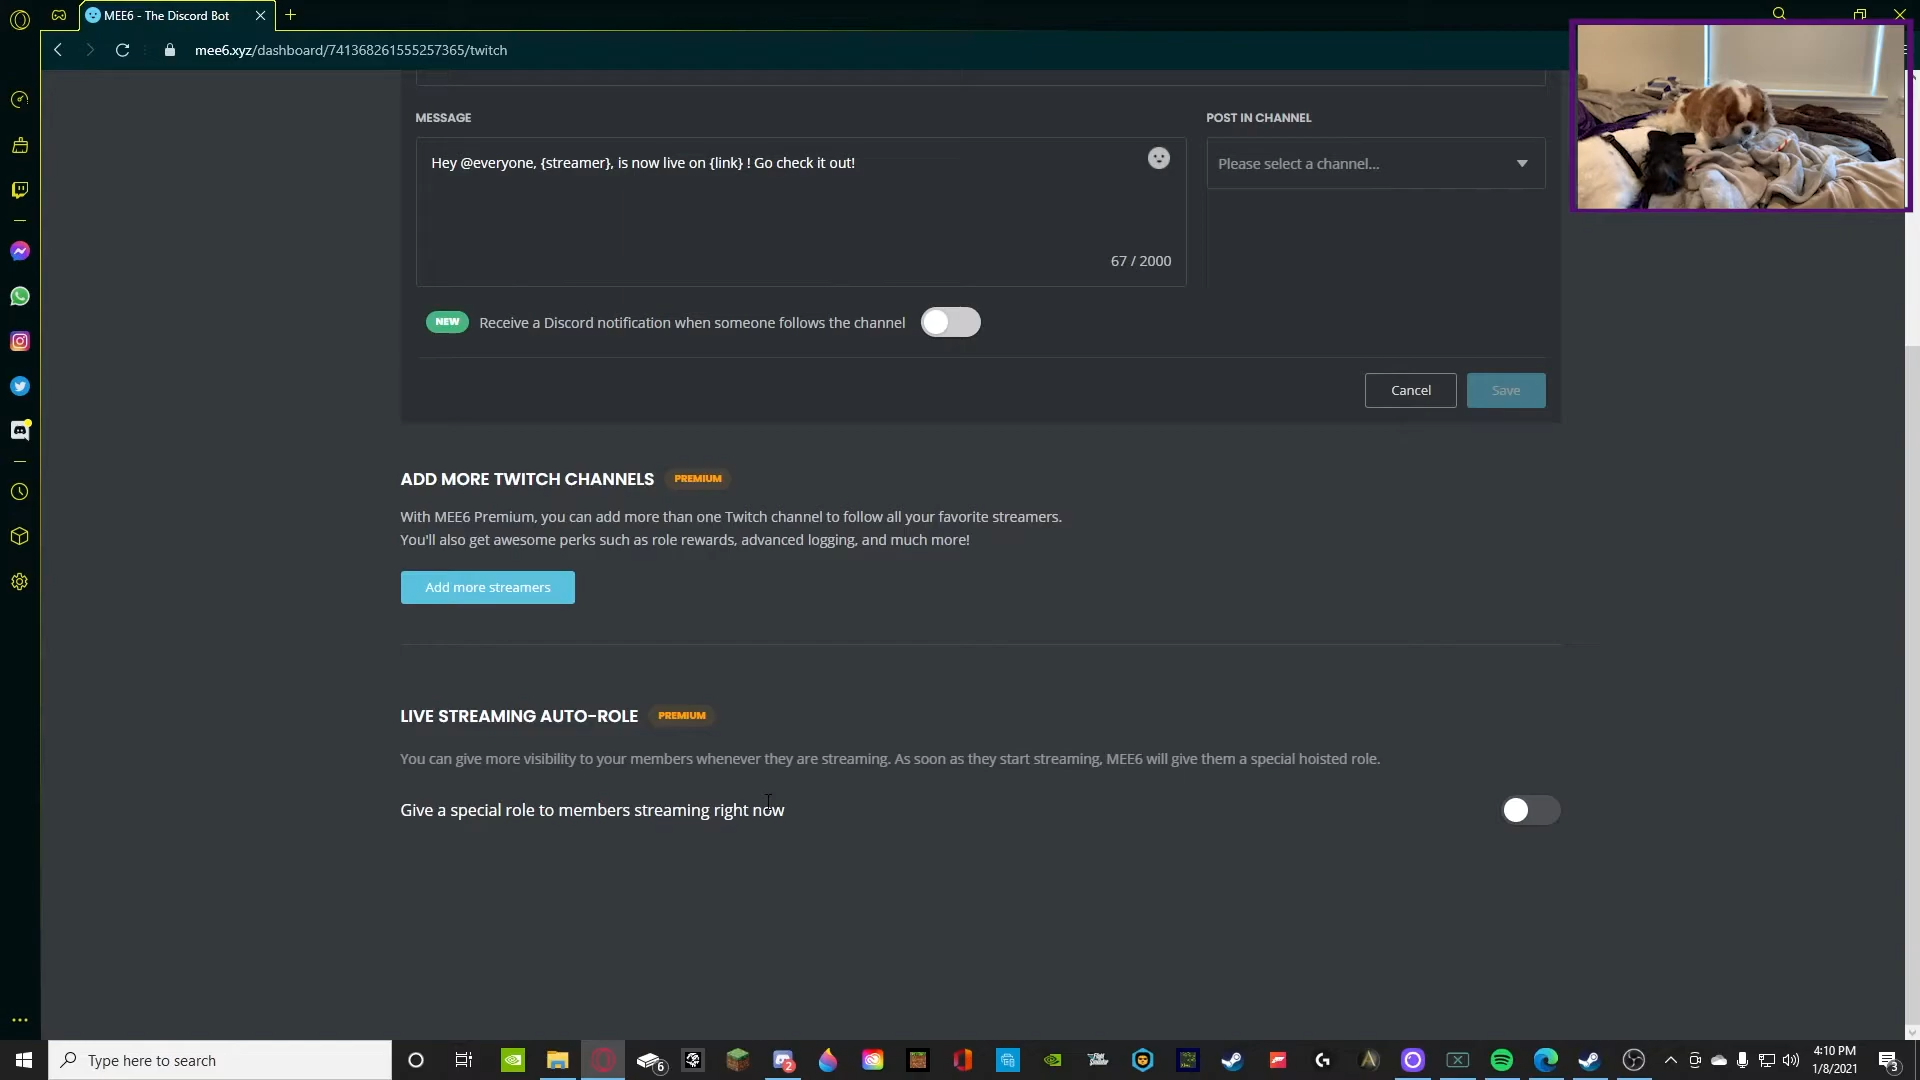 MEE6 - The Discord Bot
mee6.xyz/dashboard/741368261555257365/twitch
MESSAGE
POST IN CHANNEL
Hey @everyone, {streamer}, is now live on {link} ! Go check it out!
Please select a channel...
67 / 2000
NEW Receive a Discord notification when someone follows the channel
Cancel Save
ADD MORE TWITCH CHANNELS PREMIUM
With MEE6 Premium, you can add more than one Twitch channel to follow all your favorite streamers.
You'll also get awesome perks such as role rewards, advanced logging, and much more!
Add more streamers
LIVE STREAMING AUTO-ROLE PREMIUM
You can give more visibility to your members whenever they are streaming. As soon as they start streaming, MEE6 will give them a special hoisted role.
Give a special role to members streaming right now
Type here to search
6
2
4:10 PM
1/8/2021
3